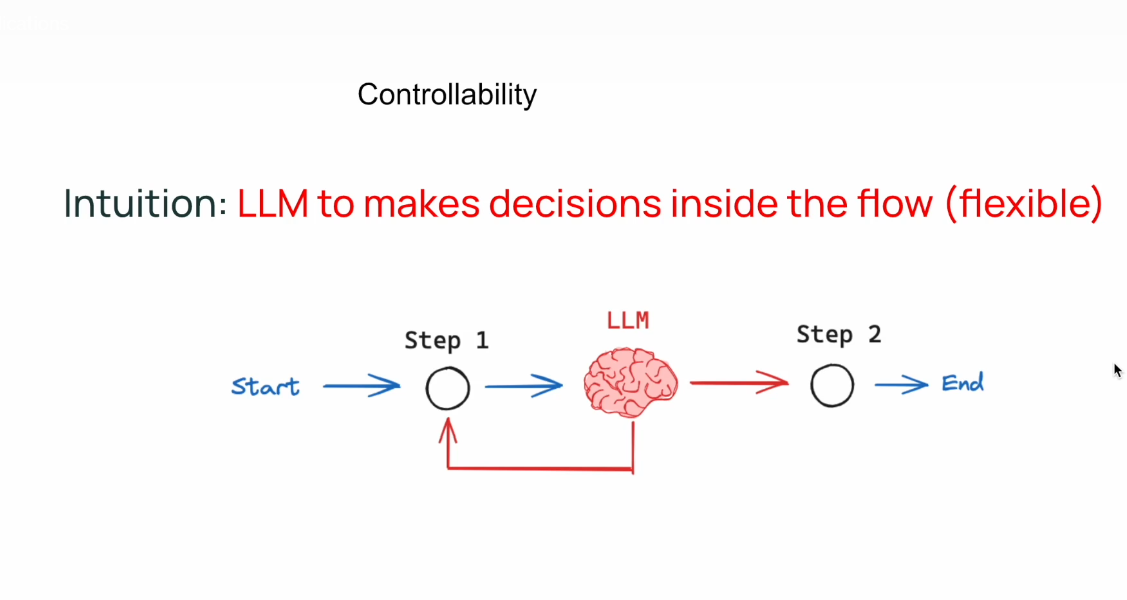 Controllability
Intuition: LLM to makes decisions inside the flow (flexible)
LLM
Step 1
Step 2
Start
End